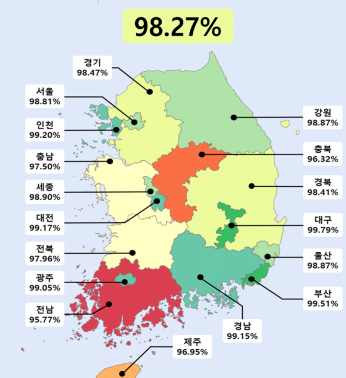 98.27%
경기
98.47%
서울
98.81%
인천
99.20%
충남
97.50%
세종
98.90%
대전
99.17%
전북
97.96%
광주
99.05%
전남
95.77%
제주
96.95%
강원
98.87%
충북
96.32%
경북
98.41%
대구
99.79%
울산
98.87%
부산
99.51%
경남
99.15%